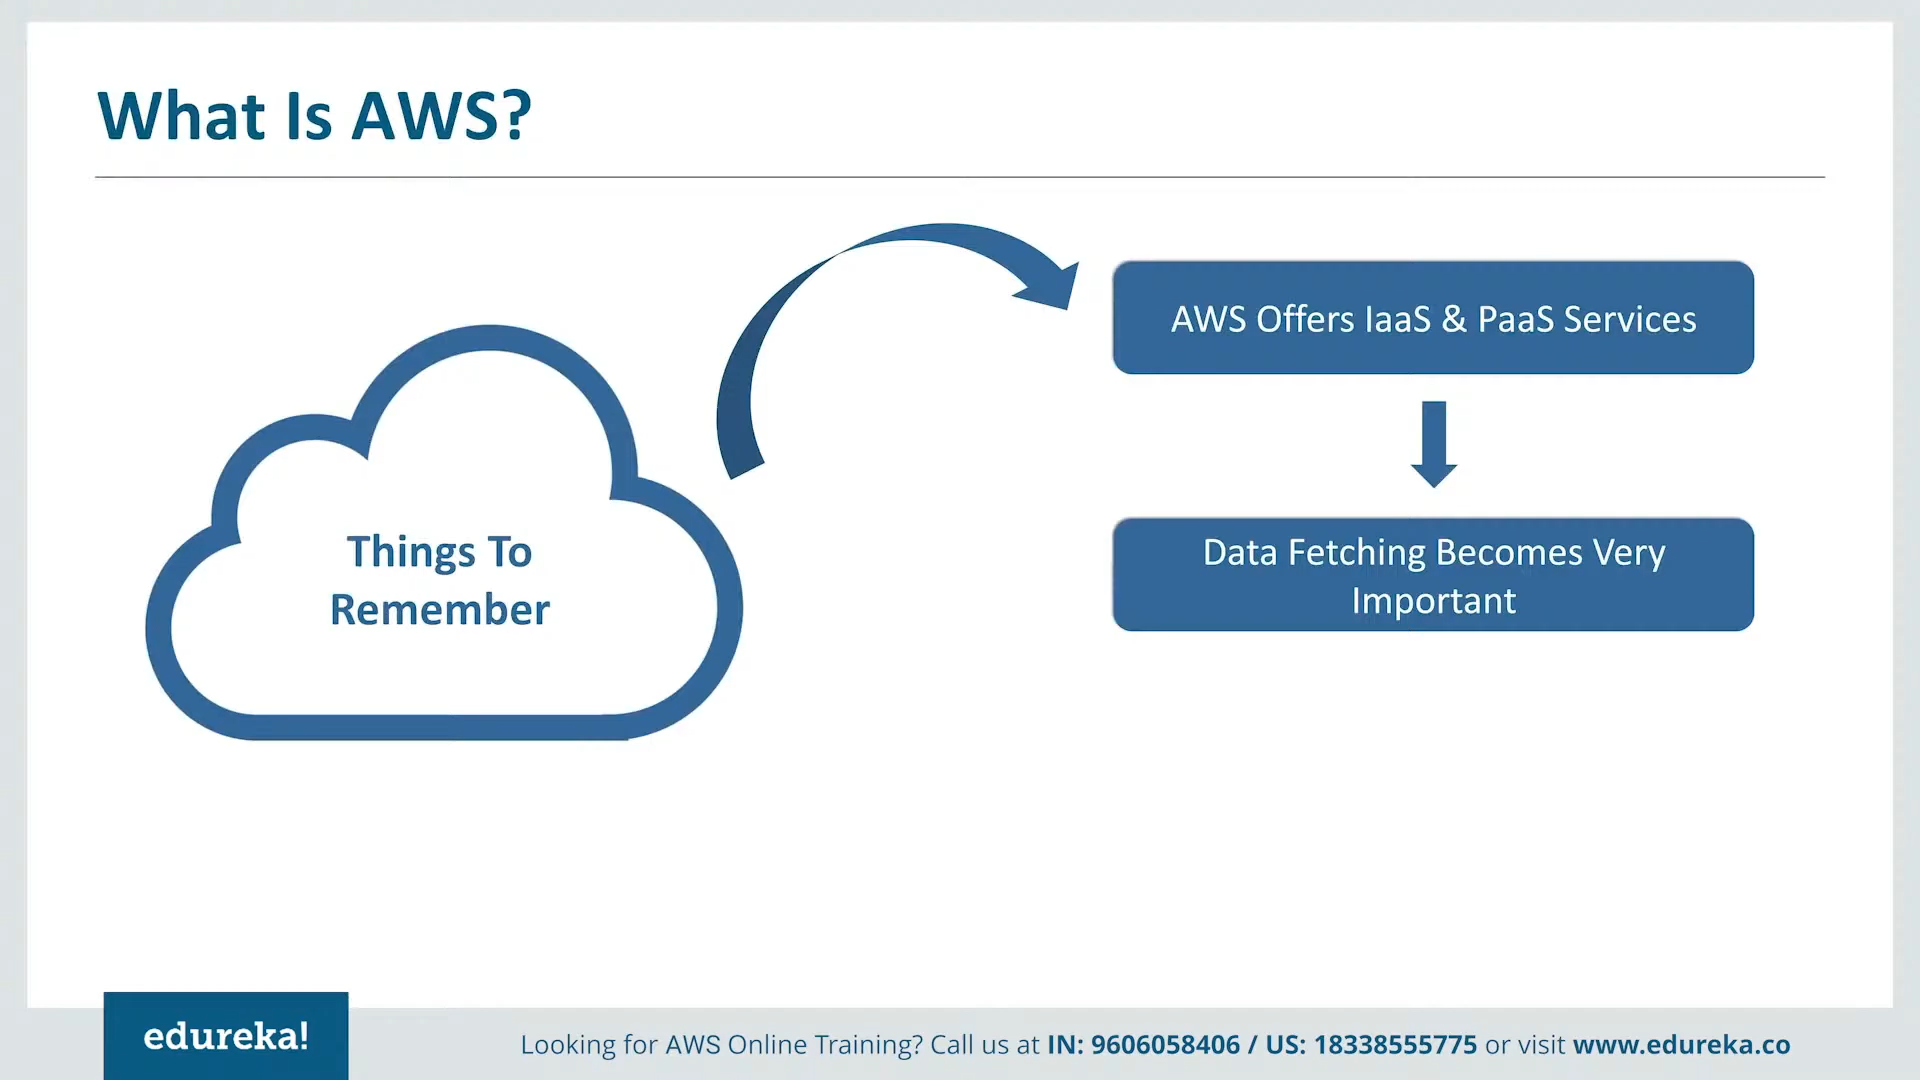 What Is AWS?
Things To
Remember
AWS Offers IaaS & PaaS Services
Data Fetching Becomes Very
Important
edureka!
Looking for AWS Online Training? Call us at IN: 9606058406 / US: 18338555775 or visit www.edureka.co